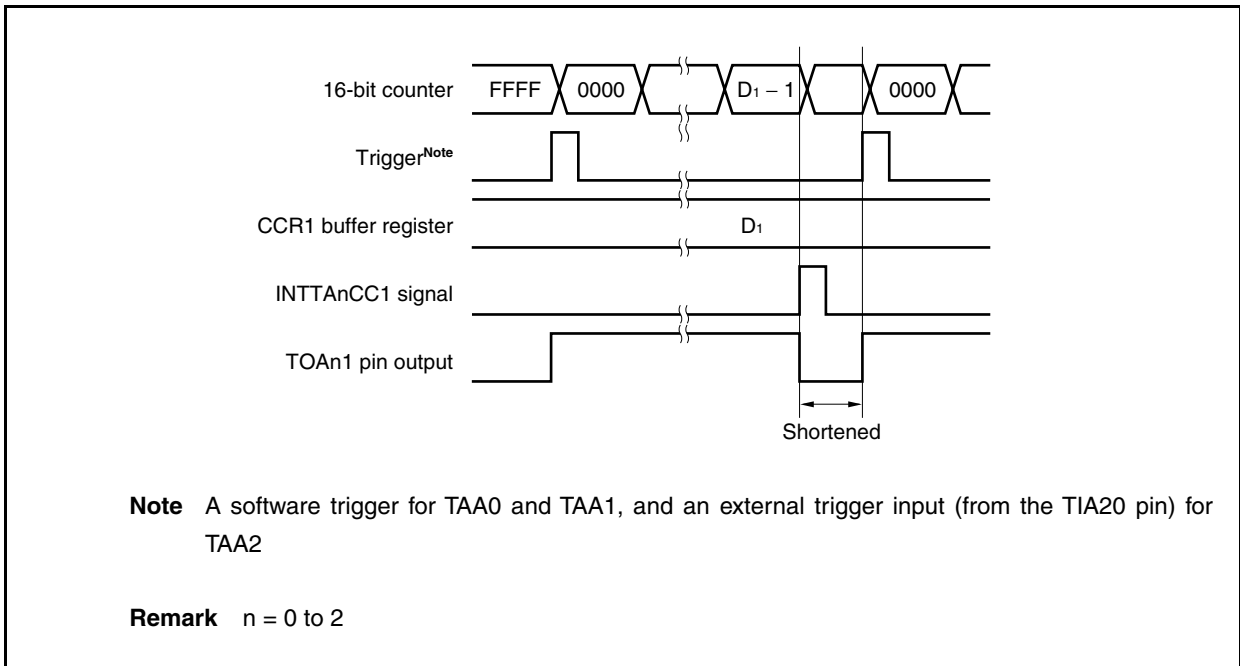 16-bit counter FFFF 0000 D₁ – 1 0000
Trigger^Note
CCR1 buffer register D₁
INTTAnCC1 signal
TOAn1 pin output
Shortened
Note A software trigger for TAA0 and TAA1, and an external trigger input (from the TIA20 pin) for
TAA2
Remark n = 0 to 2